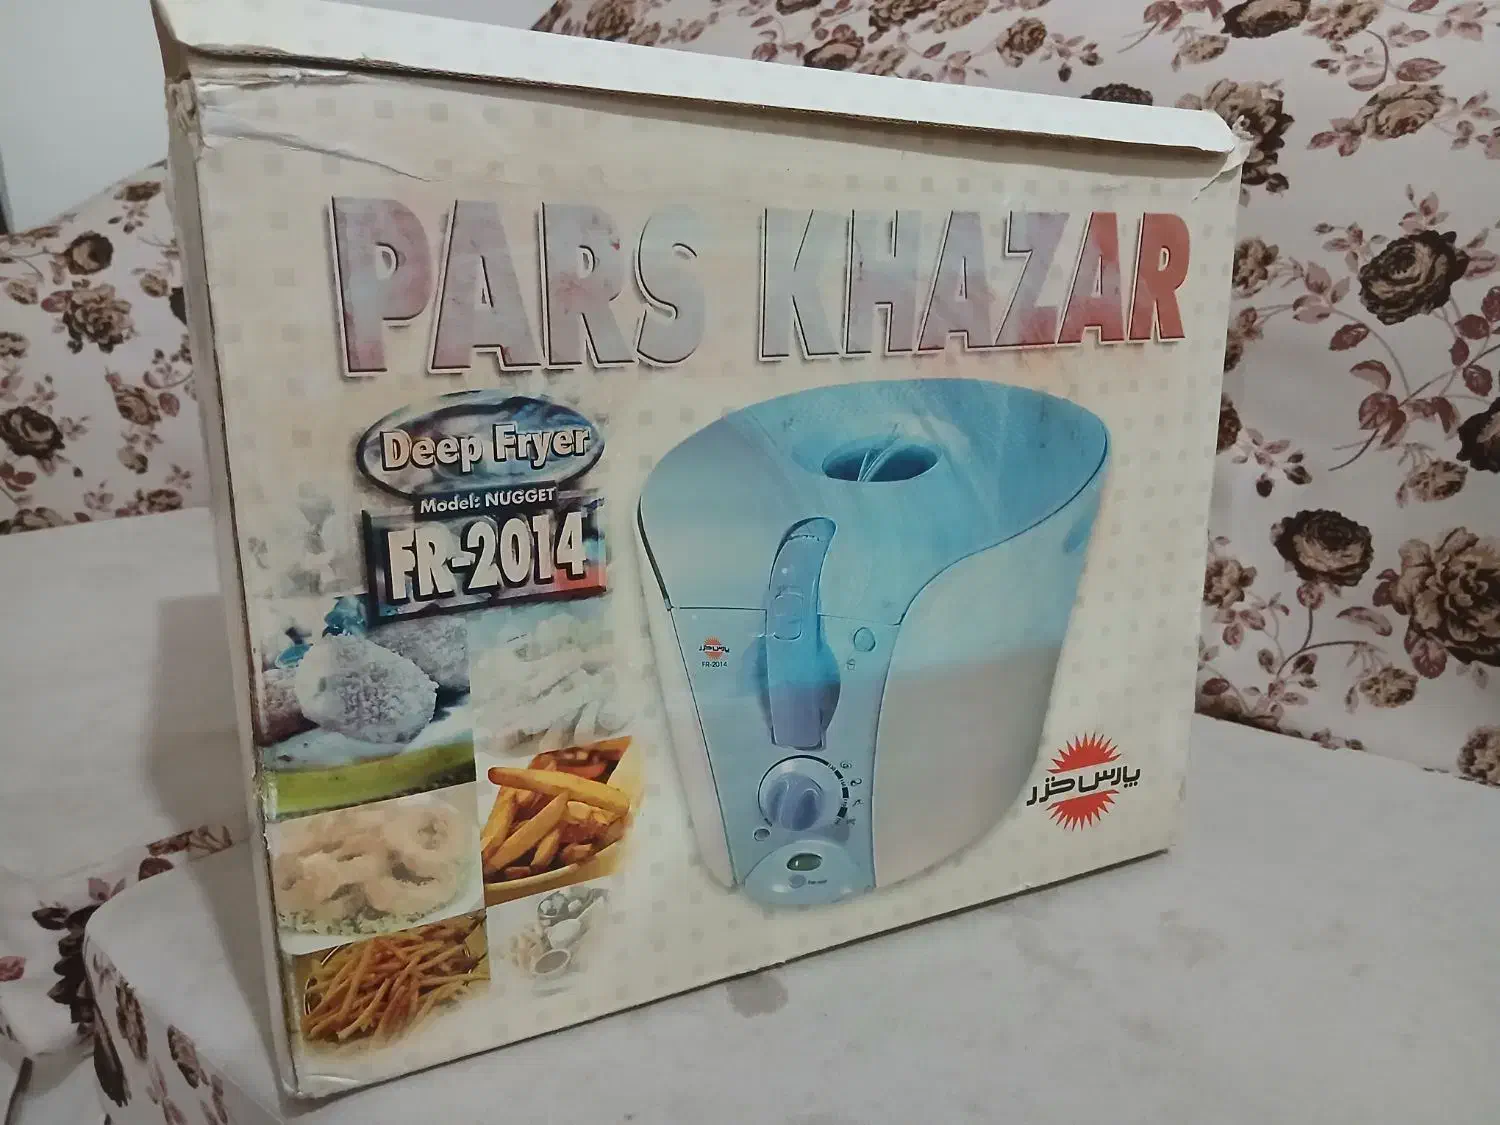 PARS KHAZAR
Deep Fryer
Model: NUGGET
FR-2014
پارس خزر
FR-2014
پارس خزر